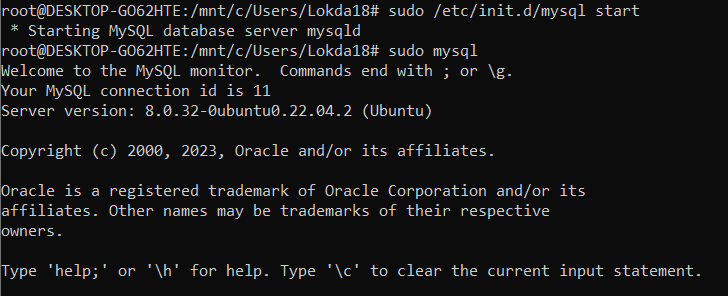 root@DESKTOP-GO62HTE:/mnt/c/Users/Lokda18# sudo /etc/init.d/mysql start
 * Starting MySQL database server mysqld
root@DESKTOP-GO62HTE:/mnt/c/Users/Lokda18# sudo mysql
Welcome to the MySQL monitor.  Commands end with ; or \g.
Your MySQL connection id is 11
Server version: 8.0.32-0ubuntu0.22.04.2 (Ubuntu)

Copyright (c) 2000, 2023, Oracle and/or its affiliates.

Oracle is a registered trademark of Oracle Corporation and/or its
affiliates. Other names may be trademarks of their respective
owners.

Type 'help;' or '\h' for help. Type '\c' to clear the current input statement.